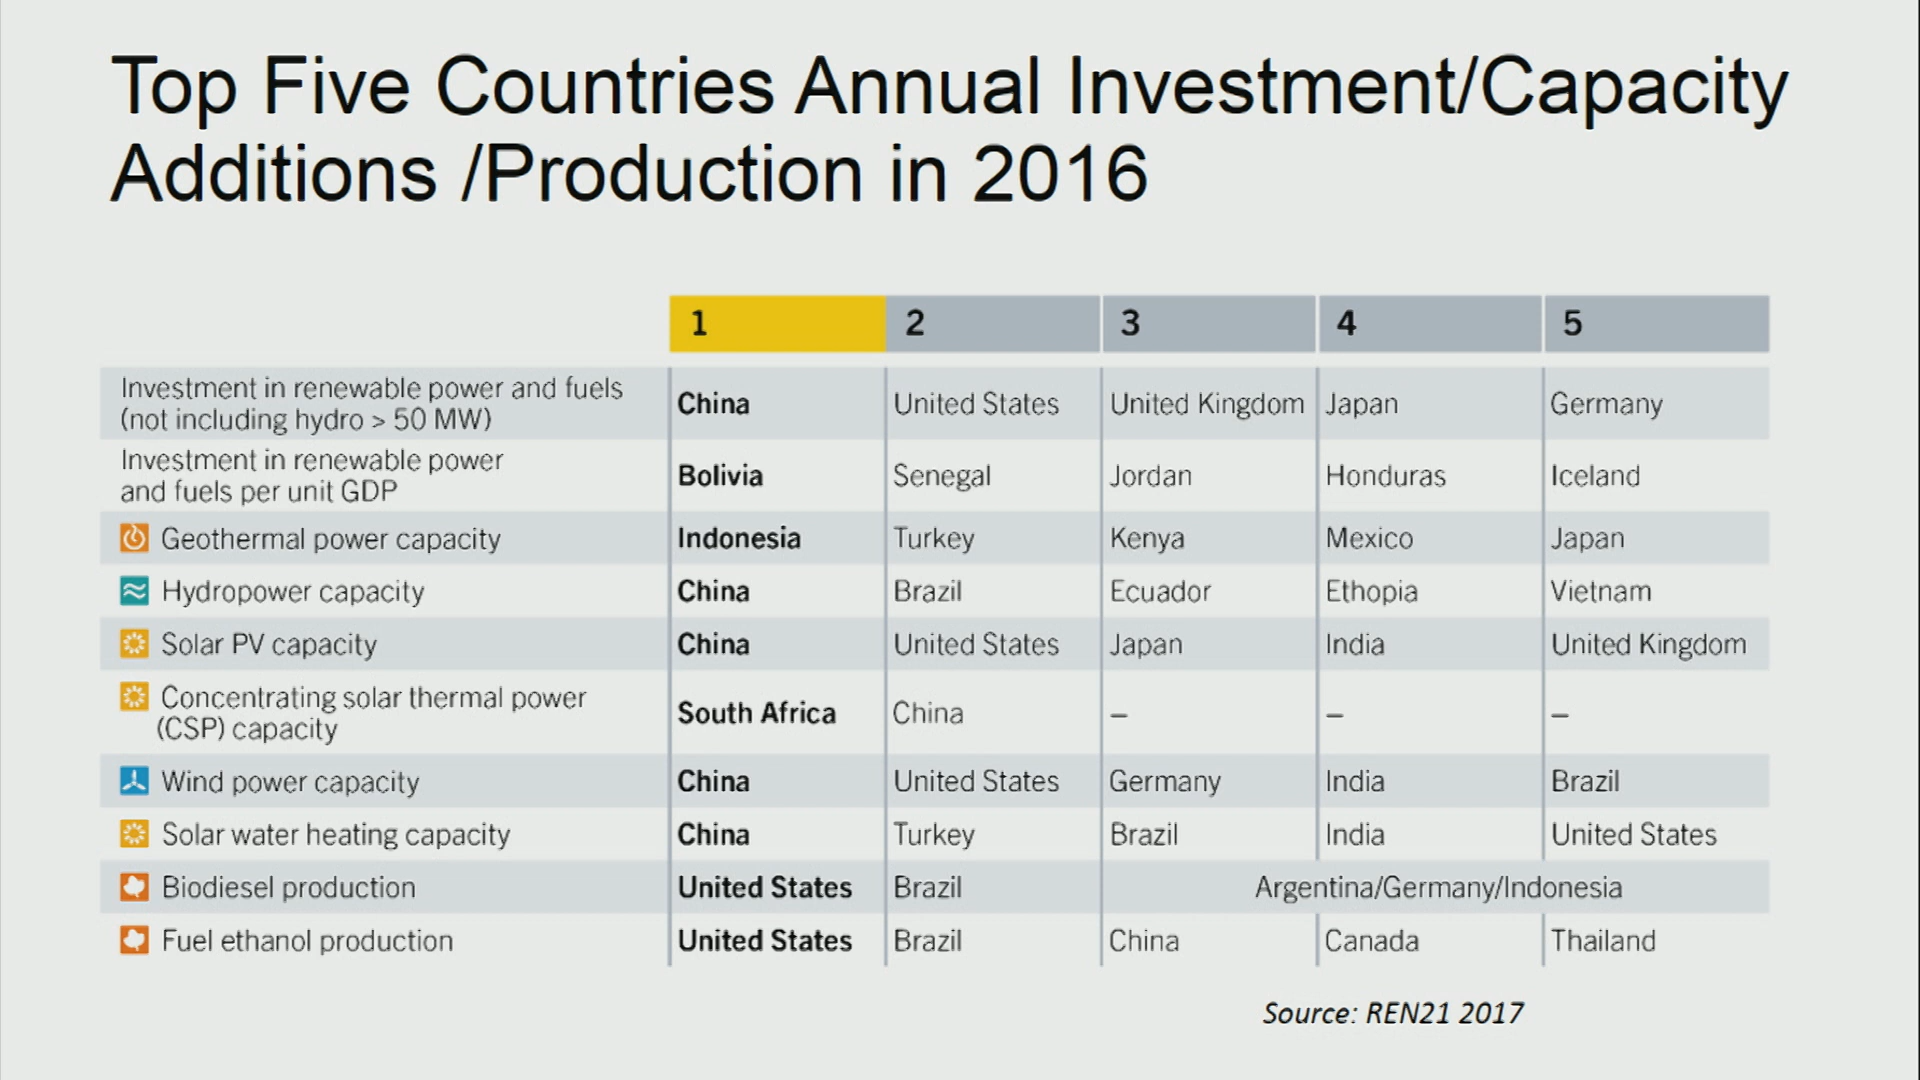 Top Five Countries Annual Investment/Capacity
Additions /Production in 2016
1 2 3 4 5
Investment in renewable power and fuels
(not including hydro > 50 MW) China United States United Kingdom Japan Germany
Investment in renewable power
and fuels per unit GDP Bolivia Senegal Jordan Honduras Iceland
Geothermal power capacity Indonesia Turkey Kenya Mexico Japan
Hydropower capacity China Brazil Ecuador Ethopia Vietnam
Solar PV capacity China United States Japan India United Kingdom
Concentrating solar thermal power
(CSP) capacity South Africa China – – –
Wind power capacity China United States Germany India Brazil
Solar water heating capacity China Turkey Brazil India United States
Biodiesel production United States Brazil Argentina/Germany/Indonesia
Fuel ethanol production United States Brazil China Canada Thailand
Source: REN21 2017